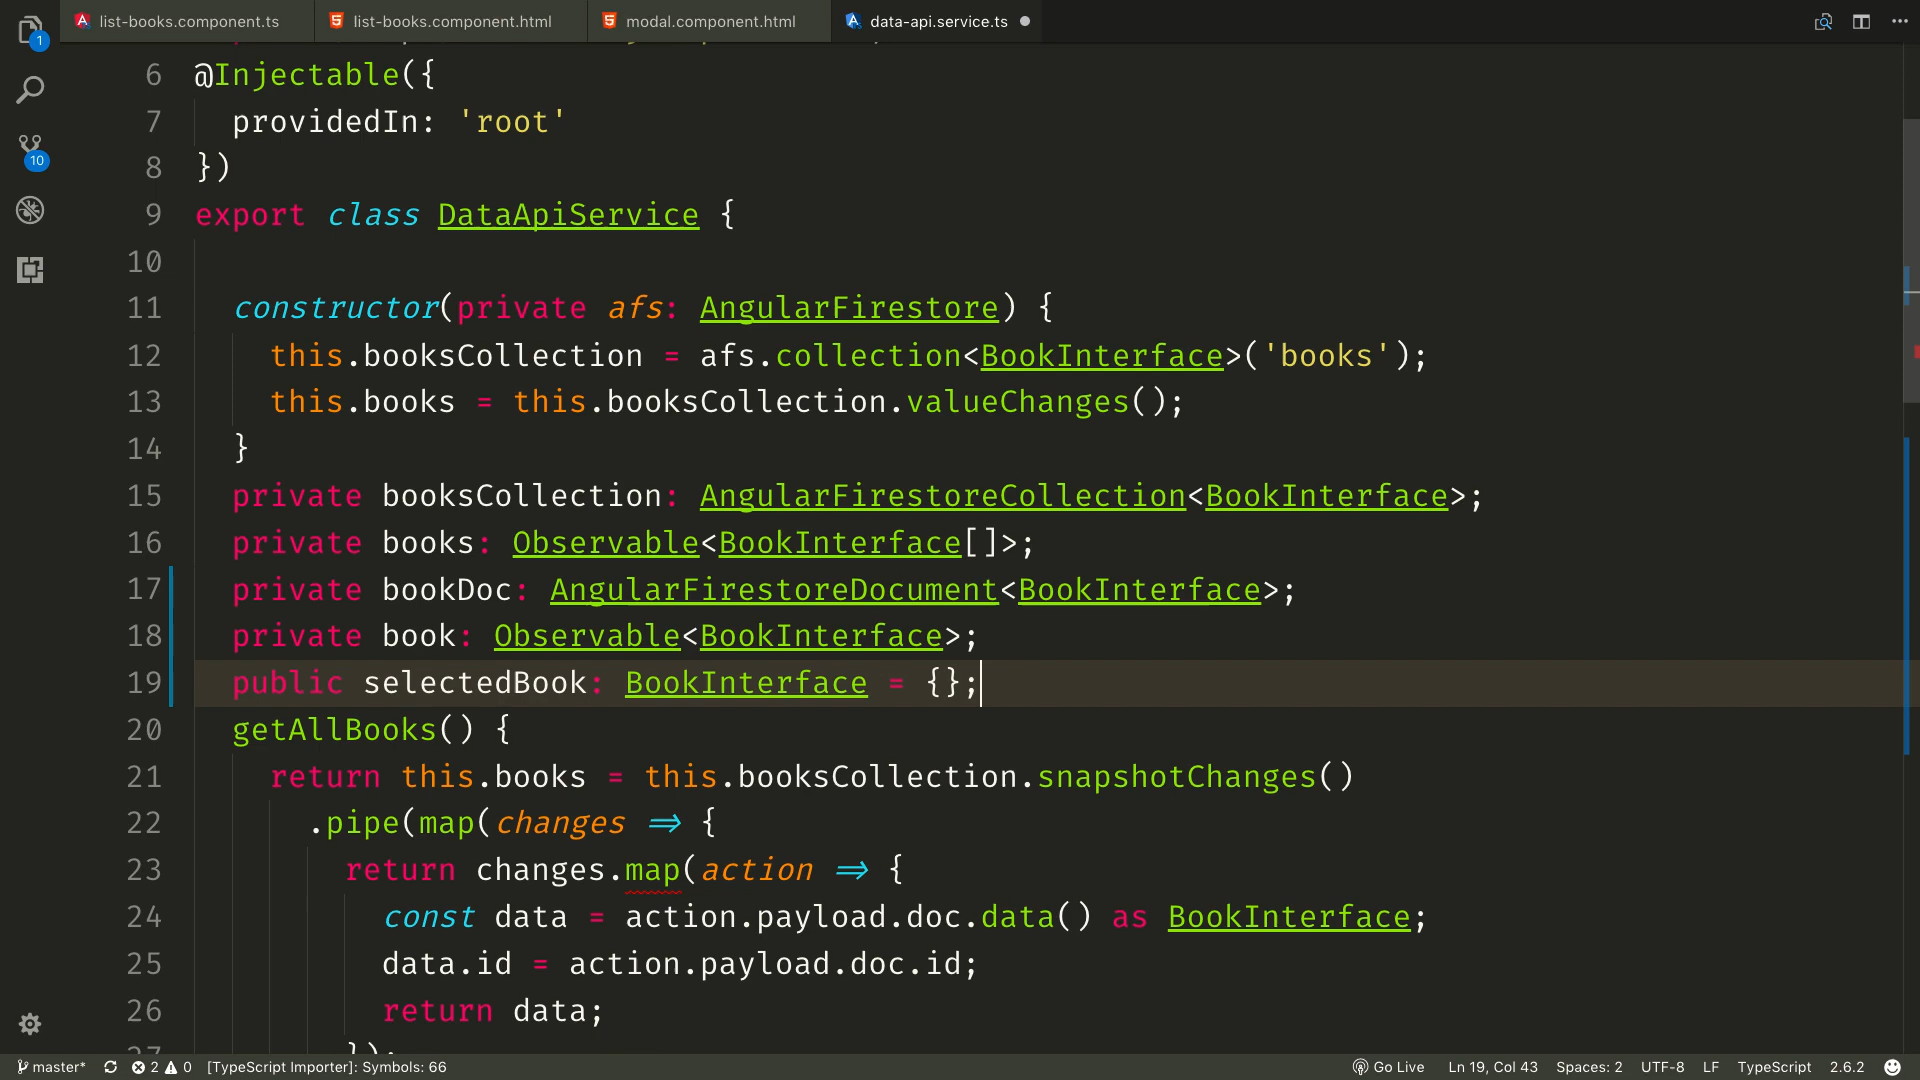 list-books.component.ts list-books.component.html modal.component.html data-api.service.ts
1
10
6 @Injectable({
7 providedIn: 'root'
8 })
9 export class DataApiService {
10
11 constructor(private afs: AngularFirestore) {
12 this.booksCollection = afs.collection<BookInterface>('books');
13 this.books = this.booksCollection.valueChanges();
14 }
15 private booksCollection: AngularFirestoreCollection<BookInterface>;
16 private books: Observable<BookInterface[]>;
17 private bookDoc: AngularFirestoreDocument<BookInterface>;
18 private book: Observable<BookInterface>;
19 public selectedBook: BookInterface = {};
20 getAllBooks() {
21 return this.books = this.booksCollection.snapshotChanges()
22 .pipe(map(changes => {
23 return changes.map(action => {
24 const data = action.payload.doc.data() as BookInterface;
25 data.id = action.payload.doc.id;
26 return data;
27 });
master* 2 0 [TypeScript Importer]: Symbols: 66 Go Live Ln 19, Col 43 Spaces: 2 UTF-8 LF TypeScript 2.6.2